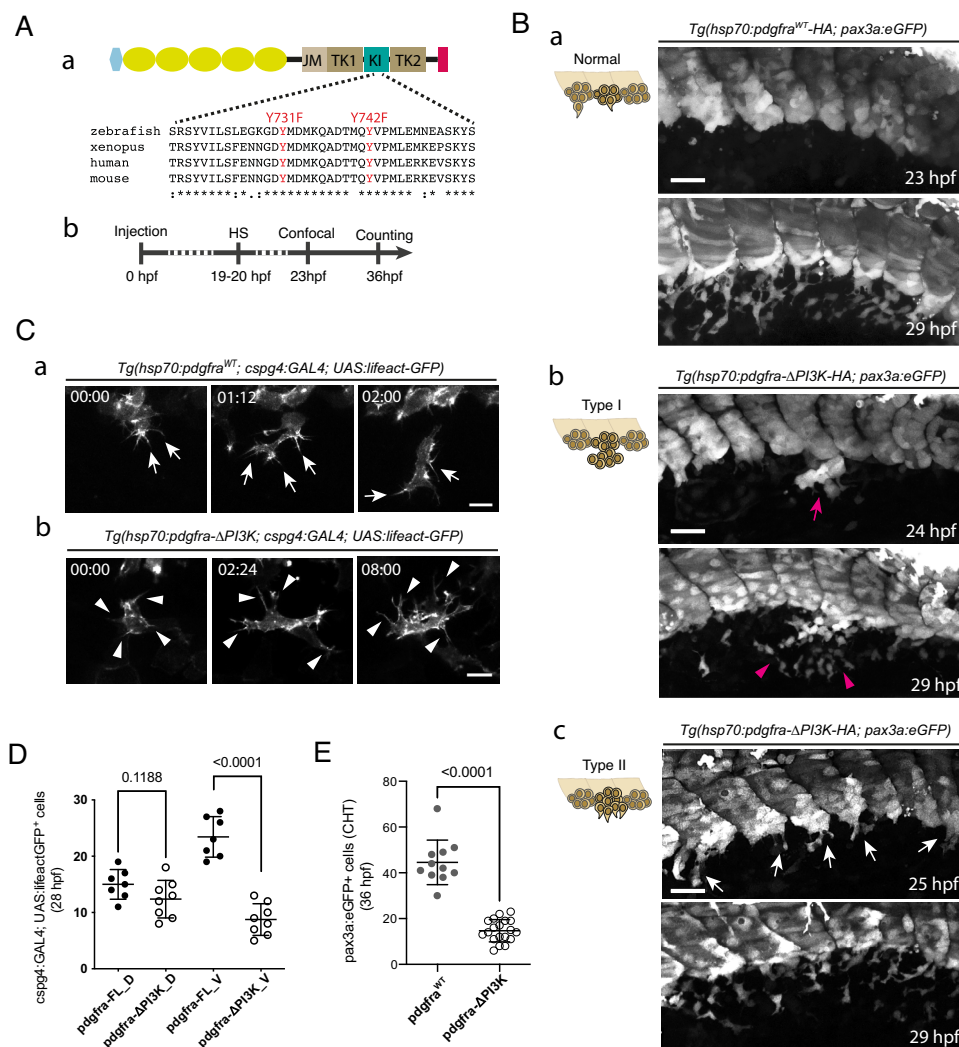 A
a
JM TK1 KI TK2
Y731F Y742F
zebrafish SRSYVILSLEGKGDYMDMKQADTMQYVPMLEMNEASKYS
xenopus TRSYVILSFENNGDYMDMKQADTTQYVPMLEMKEPSKYS
human TRSYVILSFENNGDYMDMKQADTTQYVPMLERKEVSKYS
mouse TRSYVILSFENNGDYMDMKQADTTQYVPMLERKEVSKYS
:*******:*.:********** ******* :* ****
b
Injection HS Confocal Counting
0 hpf 19-20 hpf 23hpf 36hpf
B
Tg(hsp70:pdgfraWT-HA; pax3a:eGFP)
a
Normal
23 hpf
29 hpf
b
Tg(hsp70:pdgfra-ΔPI3K-HA; pax3a:eGFP)
Type I
24 hpf
29 hpf
c
Tg(hsp70:pdgfra-ΔPI3K-HA; pax3a:eGFP)
Type II
25 hpf
29 hpf
C
a
Tg(hsp70:pdgfraWT; cspg4:GAL4; UAS:lifeact-GFP)
00:00 01:12 02:00
b
Tg(hsp70:pdgfra-ΔPI3K; cspg4:GAL4; UAS:lifeact-GFP)
00:00 02:24 08:00
D
cspg4:GAL4; UAS:lifeactGFP+ cells
(28 hpf)
0.1188
<0.0001
30
20
10
0
pdgfra-FL_D
pdgfra-ΔPI3K_D
pdgfra-FL_V
pdgfra-ΔPI3K_V
E
pax3a:eGFP+ cells (CHT)
(36 hpf)
<0.0001
80
60
40
20
0
pdgfraWT
pdgfra-ΔPI3K